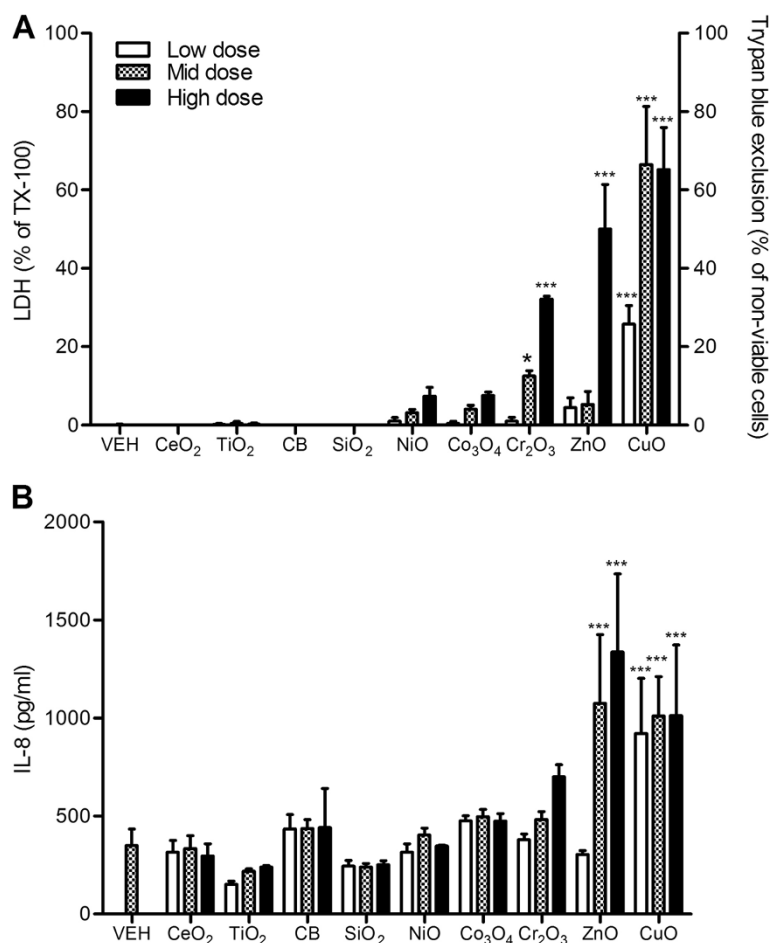 A
LDH (% of TX-100)
100
80
60
40
20
0
Low dose
Mid dose
High dose
*
***
***
***
***
***
100
80
60
40
20
0
Trypan blue exclusion (% of non-viable cells)
VEH CeO₂ TiO₂ CB SiO₂ NiO Co₃O₄ Cr₂O₃ ZnO CuO
B
IL-8 (pg/ml)
2000
1500
1000
500
0
***
***
***
***
***
VEH CeO₂ TiO₂ CB SiO₂ NiO Co₃O₄ Cr₂O₃ ZnO CuO